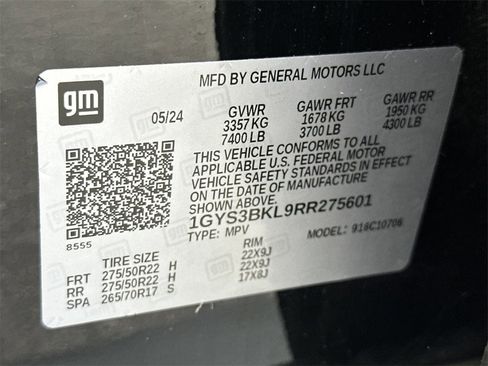 MFD BY GENERAL MOTORS LLC
gm
05/24
GVWR GAWR FRT GAWR RR
3357 KG 1678 KG 1950 KG
7400 LB 3700 LB 4300 LB
THIS VEHICLE CONFORMS TO ALL
APPLICABLE U.S. FEDERAL MOTOR
VEHICLE SAFETY STANDARDS IN EFFECT
ON THE DATE OF MANUFACTURE
1GYS3BKL9RR275601
TYPE: MPV MODEL: 916C10706
8555
TIRE SIZE RIM
FRT 275/50R22 H 22X9J
RR 275/50R22 H 22X9J
SPA 265/70R17 S 17X8J